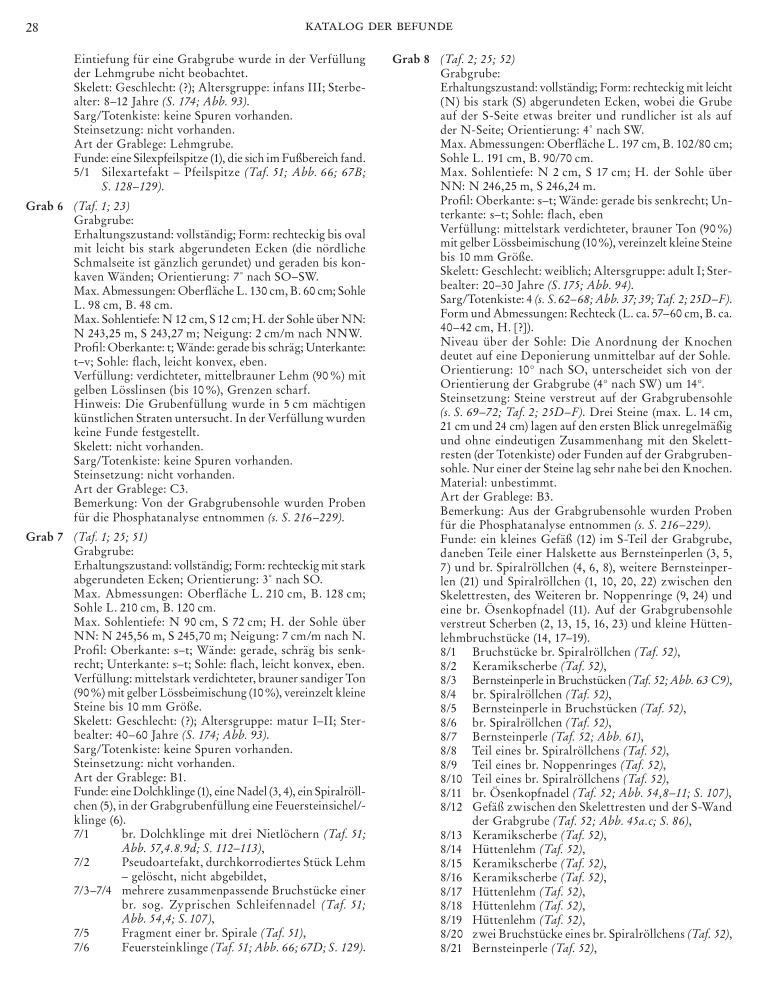 28
KATALOG DER BEFUNDE
Eintiefung für eine Grabgrube wurde in der Verfüllung
der Lehmgrube nicht beobachtet.
Skelett: Geschlecht: (?); Altersgruppe: infans III; Sterbe-
alter: 8–12 Jahre (S. 174; Abb. 93).
Sarg/Totenkiste: keine Spuren vorhanden.
Steinsetzung: nicht vorhanden.
Art der Grablege: Lehmgrube.
Funde: eine Silexpfeilspitze (1), die sich im Fußbereich fand.
5/1 Silexartefakt – Pfeilspitze (Taf. 51; Abb. 66; 67B;
S. 128–129).
Grab 6 (Taf. 1; 23)
Grabgrube:
Erhaltungszustand: vollständig; Form: rechteckig bis oval
mit leicht bis stark abgerundeten Ecken (die nördliche
Schmalseite ist gänzlich gerundet) und geraden bis kon-
kaven Wänden; Orientierung: 7° nach SO–SW.
Max. Abmessungen: Oberfläche L. 130 cm, B. 60 cm; Sohle
L. 98 cm, B. 48 cm.
Max. Sohlentiefe: N 12 cm, S 12 cm; H. der Sohle über NN:
N 243,25 m, S 243,27 m; Neigung: 2 cm/m nach NNW.
Profil: Oberkante: t; Wände: gerade bis schräg; Unterkante:
t–v; Sohle: flach, leicht konvex, eben.
Verfüllung: verdichteter, mittelbrauner Lehm (90 %) mit
gelben Lösslinsen (bis 10 %), Grenzen scharf.
Hinweis: Die Grubenfüllung wurde in 5 cm mächtigen
künstlichen Straten untersucht. In der Verfüllung wurden
keine Funde festgestellt.
Skelett: nicht vorhanden.
Sarg/Totenkiste: keine Spuren vorhanden.
Steinsetzung: nicht vorhanden.
Art der Grablege: C3.
Bemerkung: Von der Grabgrubensohle wurden Proben
für die Phosphatanalyse entnommen (s. S. 216–229).
Grab 7 (Taf. 1; 25; 51)
Grabgrube:
Erhaltungszustand: vollständig; Form: rechteckig mit stark
abgerundeten Ecken; Orientierung: 3° nach SO.
Max. Abmessungen: Oberfläche L. 210 cm, B. 128 cm;
Sohle L. 210 cm, B. 120 cm.
Max. Sohlentiefe: N 90 cm, S 72 cm; H. der Sohle über
NN: N 245,56 m, S 245,70 m; Neigung: 7 cm/m nach N.
Profil: Oberkante: s–t; Wände: gerade, schräg bis senk-
recht; Unterkante: s–t; Sohle: flach, leicht konvex, eben.
Verfüllung: mittelstark verdichteter, brauner sandiger Ton
(90 %) mit gelber Lössbeimischung (10 %), vereinzelt kleine
Steine bis 10 mm Größe.
Skelett: Geschlecht: (?); Altersgruppe: matur I–II; Ster-
bealter: 40–60 Jahre (S. 174; Abb. 93).
Sarg/Totenkiste: keine Spuren vorhanden.
Steinsetzung: nicht vorhanden.
Art der Grablege: B1.
Funde: eine Dolchklinge (1), eine Nadel (3, 4), ein Spiralröll-
chen (5), in der Grabgrubenfüllung eine Feuersteinsichel/-
klinge (6).
7/1 br. Dolchklinge mit drei Nietlöchern (Taf. 51;
Abb. 57,4.8.9d; S. 112–113),
7/2 Pseudoartefakt, durchkorrodiertes Stück Lehm
– gelöscht, nicht abgebildet,
7/3–7/4 mehrere zusammenpassende Bruchstücke einer
br. sog. Zyprischen Schleifennadel (Taf. 51;
Abb. 54,4; S. 107),
7/5 Fragment einer br. Spirale (Taf. 51),
7/6 Feuersteinklinge (Taf. 51; Abb. 66; 67D; S. 129).
Grab 8 (Taf. 2; 25; 52)
Grabgrube:
Erhaltungszustand: vollständig; Form: rechteckig mit leicht
(N) bis stark (S) abgerundeten Ecken, wobei die Grube
auf der S-Seite etwas breiter und rundlicher ist als auf
der N-Seite; Orientierung: 4° nach SW.
Max. Abmessungen: Oberfläche L. 197 cm, B. 102/80 cm;
Sohle L. 191 cm, B. 90/70 cm.
Max. Sohlentiefe: N 2 cm, S 17 cm; H. der Sohle über
NN: N 246,25 m, S 246,24 m.
Profil: Oberkante: s–t; Wände: gerade bis senkrecht; Un-
terkante: s–t; Sohle: flach, eben
Verfüllung: mittelstark verdichteter, brauner Ton (90 %)
mit gelber Lössbeimischung (10 %), vereinzelt kleine Steine
bis 10 mm Größe.
Skelett: Geschlecht: weiblich; Altersgruppe: adult I; Ster-
bealter: 20–30 Jahre (S. 175; Abb. 94).
Sarg/Totenkiste: 4 (s. S. 62–68; Abb. 37; 39; Taf. 2; 25D–F).
Form und Abmessungen: Rechteck (L. ca. 57–60 cm, B. ca.
40–42 cm, H. [?]).
Niveau über der Sohle: Die Anordnung der Knochen
deutet auf eine Deponierung unmittelbar auf der Sohle.
Orientierung: 10° nach SO, unterscheidet sich von der
Orientierung der Grabgrube (4° nach SW) um 14°.
Steinsetzung: Steine verstreut auf der Grabgrubensohle
(s. S. 69–72; Taf. 2; 25D–F). Drei Steine (max. L. 14 cm,
21 cm und 24 cm) lagen auf den ersten Blick unregelmäßig
und ohne eindeutigen Zusammenhang mit den Skelett-
resten (der Totenkiste) oder Funden auf der Grabgruben-
sohle. Nur einer der Steine lag sehr nahe bei den Knochen.
Material: unbestimmt.
Art der Grablege: B3.
Bemerkung: Aus der Grabgrubensohle wurden Proben
für die Phosphatanalyse entnommen (s. S. 216–229).
Funde: ein kleines Gefäß (12) im S-Teil der Grabgrube,
daneben Teile einer Halskette aus Bernsteinperlen (3, 5,
7) und br. Spiralröllchen (4, 6, 8), weitere Bernsteinper-
len (21) und Spiralröllchen (1, 10, 20, 22) zwischen den
Skelettresten, des Weiteren br. Noppenringe (9, 24) und
eine br. Ösenkopfnadel (11). Auf der Grabgrubensohle
verstreut Scherben (2, 13, 15, 16, 23) und kleine Hütten-
lehmbruchstücke (14, 17–19).
8/1 Bruchstücke br. Spiralröllchen (Taf. 52),
8/2 Keramikscherbe (Taf. 52),
8/3 Bernsteinperle in Bruchstücken (Taf. 52; Abb. 63 C9),
8/4 br. Spiralröllchen (Taf. 52),
8/5 Bernsteinperle in Bruchstücken (Taf. 52),
8/6 br. Spiralröllchen (Taf. 52),
8/7 Bernsteinperle (Taf. 52; Abb. 61),
8/8 Teil eines br. Spiralröllchens (Taf. 52),
8/9 Teil eines br. Noppenringes (Taf. 52),
8/10 Teil eines br. Spiralröllchens (Taf. 52),
8/11 br. Ösenkopfnadel (Taf. 52; Abb. 54,8–11; S. 107),
8/12 Gefäß zwischen den Skelettresten und der S-Wand
der Grabgrube (Taf. 52; Abb. 45a.c; S. 86),
8/13 Keramikscherbe (Taf. 52),
8/14 Hüttenlehm (Taf. 52),
8/15 Keramikscherbe (Taf. 52),
8/16 Keramikscherbe (Taf. 52),
8/17 Hüttenlehm (Taf. 52),
8/18 Hüttenlehm (Taf. 52),
8/19 Hüttenlehm (Taf. 52),
8/20 zwei Bruchstücke eines br. Spiralröllchens (Taf. 52),
8/21 Bernsteinperle (Taf. 52),